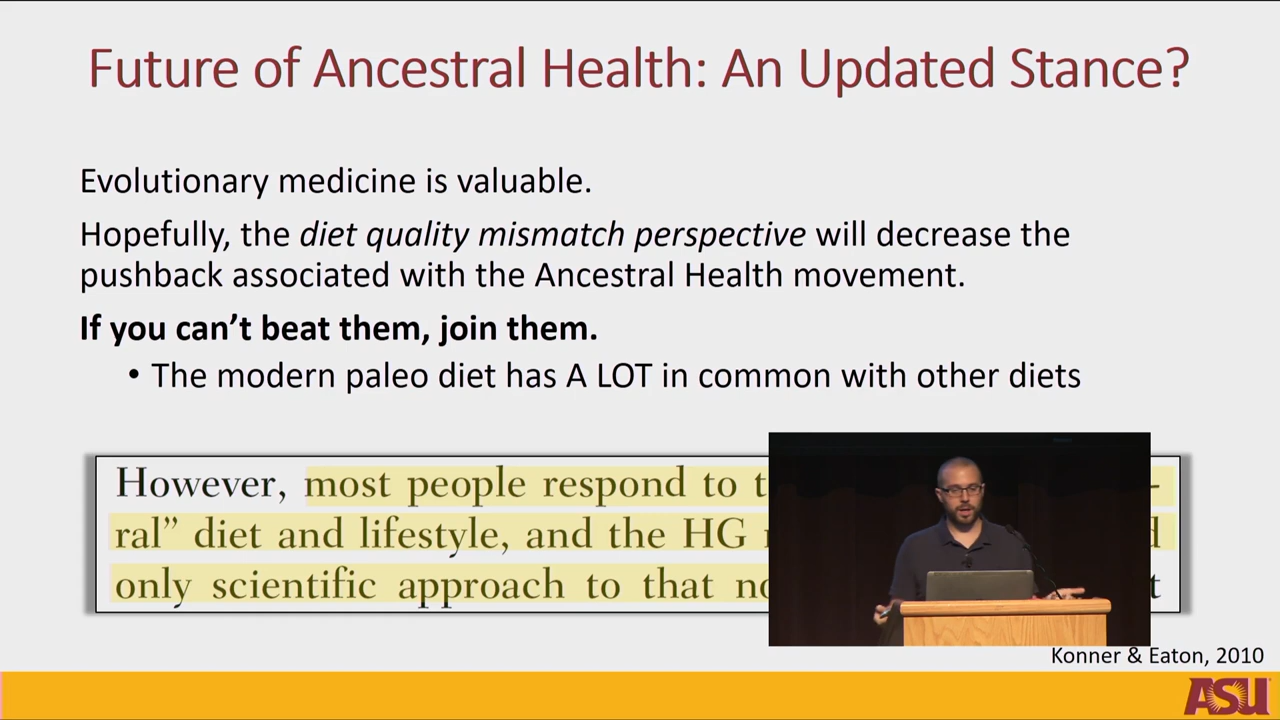 Future of Ancestral Health: An Updated Stance?
Evolutionary medicine is valuable.
Hopefully, the diet quality mismatch perspective will decrease the
pushback associated with the Ancestral Health movement.
If you can’t beat them, join them.
• The modern paleo diet has A LOT in common with other diets
However, most people respond to
ral” diet and lifestyle, and the HG
only scientific approach to that
Konner & Eaton, 2010
ASU